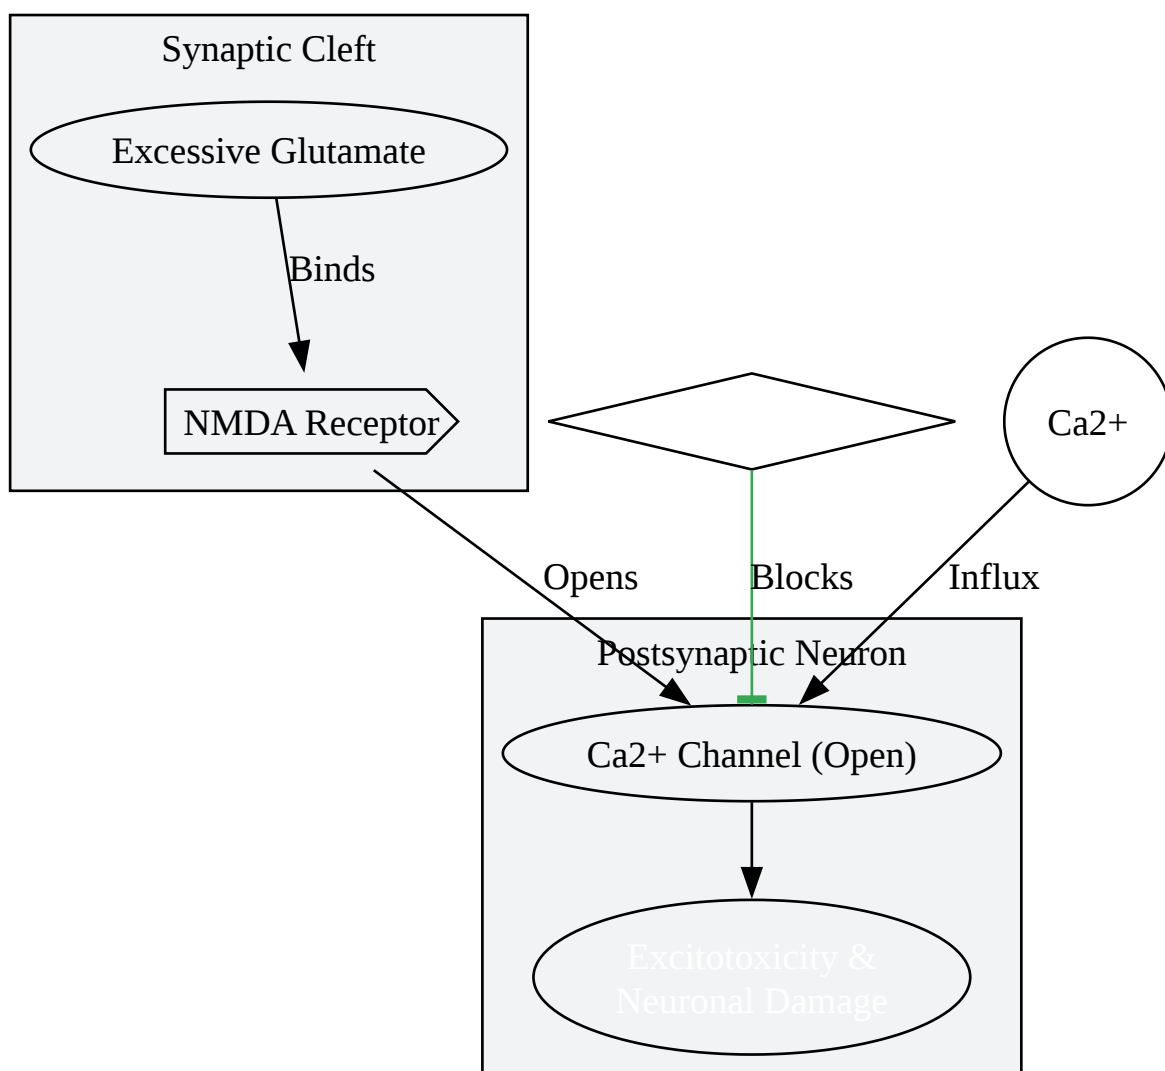 Synaptic Cleft
Excessive Glutamate
Binds
NMDA Receptor
Ca2+
Opens
Blocks
Influx
Postsynaptic Neuron
Ca2+ Channel (Open)
Excitotoxicity &
Neuronal Damage